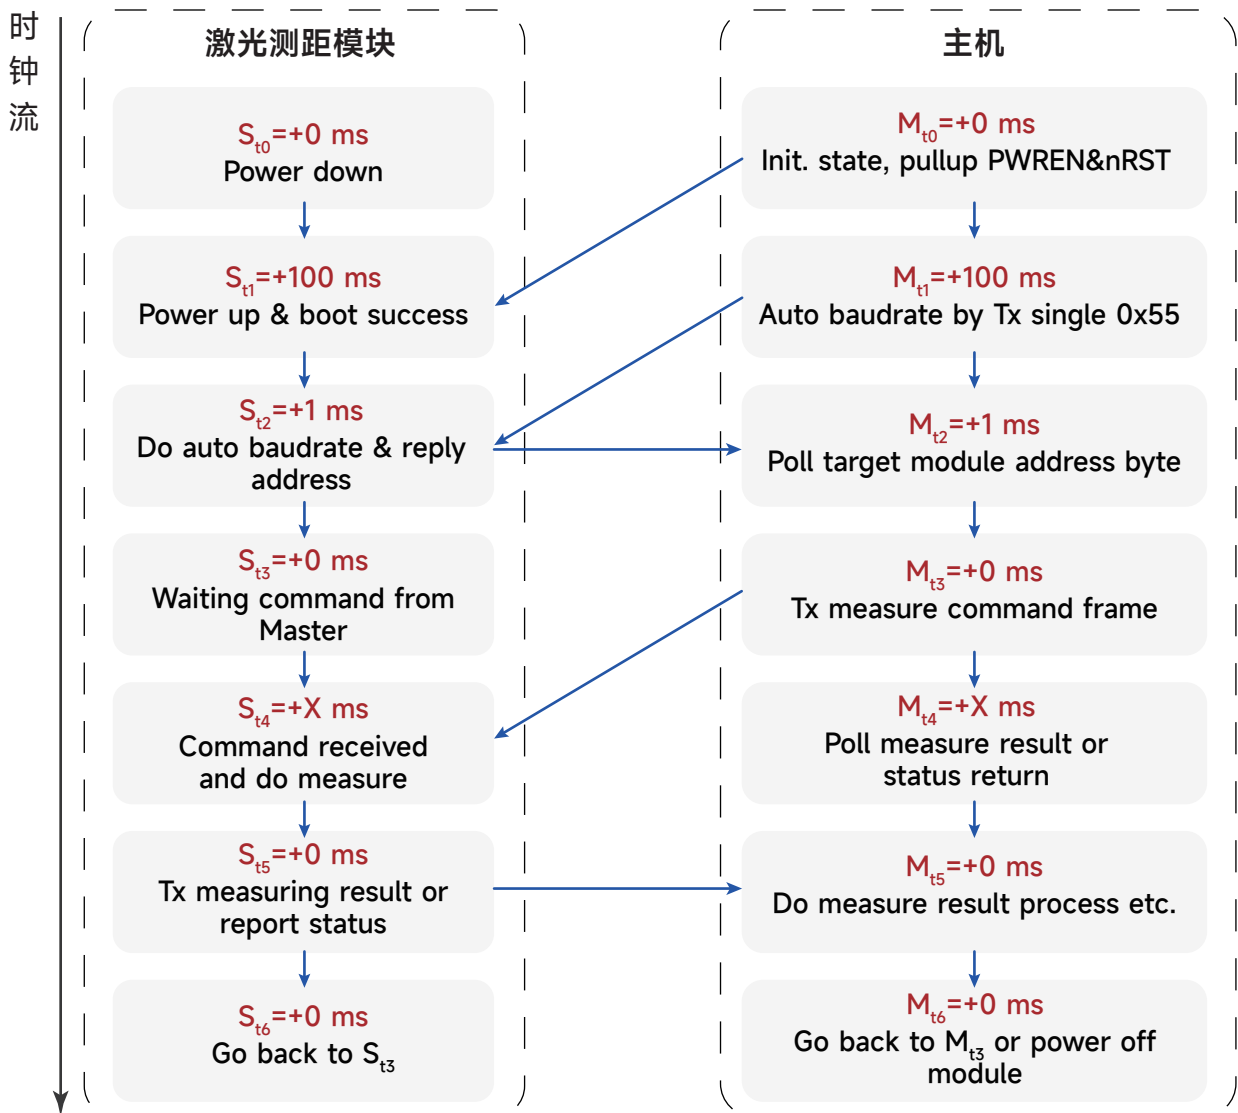 时
钟
流
激光测距模块
St0=+0 ms
Power down
St1=+100 ms
Power up & boot success
St2=+1 ms
Do auto baudrate & reply
address
St3=+0 ms
Waiting command from
Master
St4=+X ms
Command received
and do measure
St5=+0 ms
Tx measuring result or
report status
St6=+0 ms
Go back to St3
主机
Mt0=+0 ms
Init. state, pullup PWREN&nRST
Mt1=+100 ms
Auto baudrate by Tx single 0x55
Mt2=+1 ms
Poll target module address byte
Mt3=+0 ms
Tx measure command frame
Mt4=+X ms
Poll measure result or
status return
Mt5=+0 ms
Do measure result process etc.
Mt6=+0 ms
Go back to Mt3 or power off
module